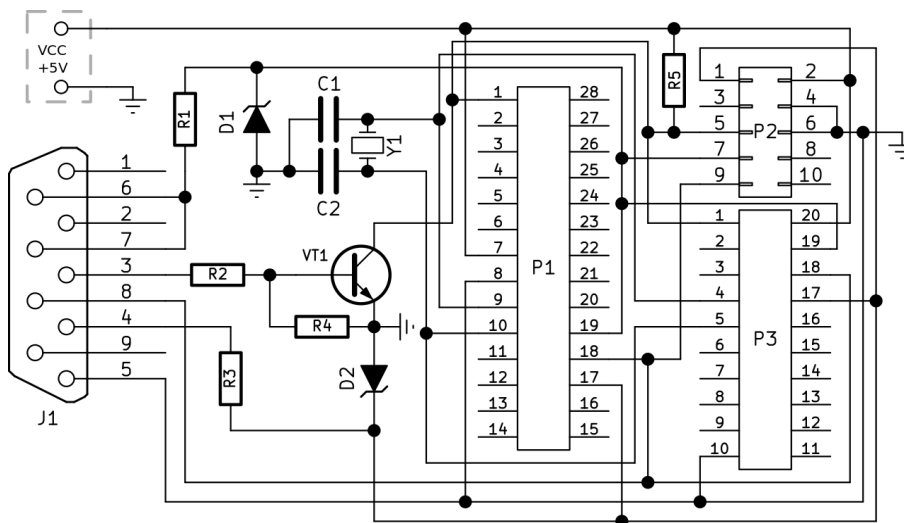 VCC
+5V
J1
1
6
2
7
3
8
4
9
5
R1
R2
R3
R4
R5
D1
D2
C1
C2
Y1
VT1
P1
1 28
2 27
3 26
4 25
5 24
6 23
7 22
8 21
9 20
10 19
11 18
12 17
13 16
14 15
P2
1 2
3 4
5 6
7 8
9 10
P3
1 20
2 19
3 18
4 17
5 16
6 15
7 14
8 13
9 12
10 11